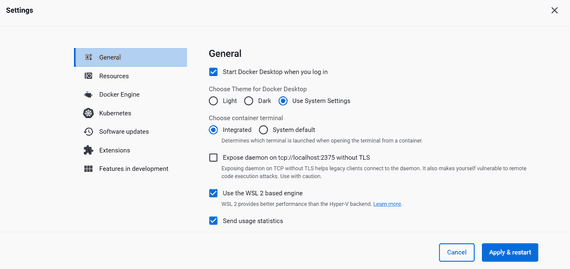 Settings
General
Resources
Docker Engine
Kubernetes
Software updates
Extensions
Features in development
General
Start Docker Desktop when you log in
Choose Theme for Docker Desktop
Light Dark Use System Settings
Choose container terminal
Integrated System default
Determines which terminal is launched when opening the terminal from a container.
Expose daemon on tcp://localhost:2375 without TLS
Exposing daemon on TCP without TLS helps legacy clients connect to the daemon. It also makes yourself vulnerable to remote
code execution attacks. Use with caution.
Use the WSL 2 based engine
WSL 2 provides better performance than the Hyper-V backend. Learn more.
Send usage statistics
Cancel Apply & restart